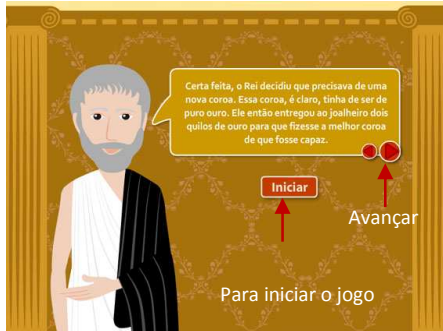 Certa feita, o Rei decidiu que precisava de uma
nova coroa. Essa coroa, é claro, tinha de ser de
puro ouro. Ele então entregou ao joalheiro dois
quilos de ouro para que fizesse a melhor coroa
de que fosse capaz.
Iniciar
Avançar
Para iniciar o jogo